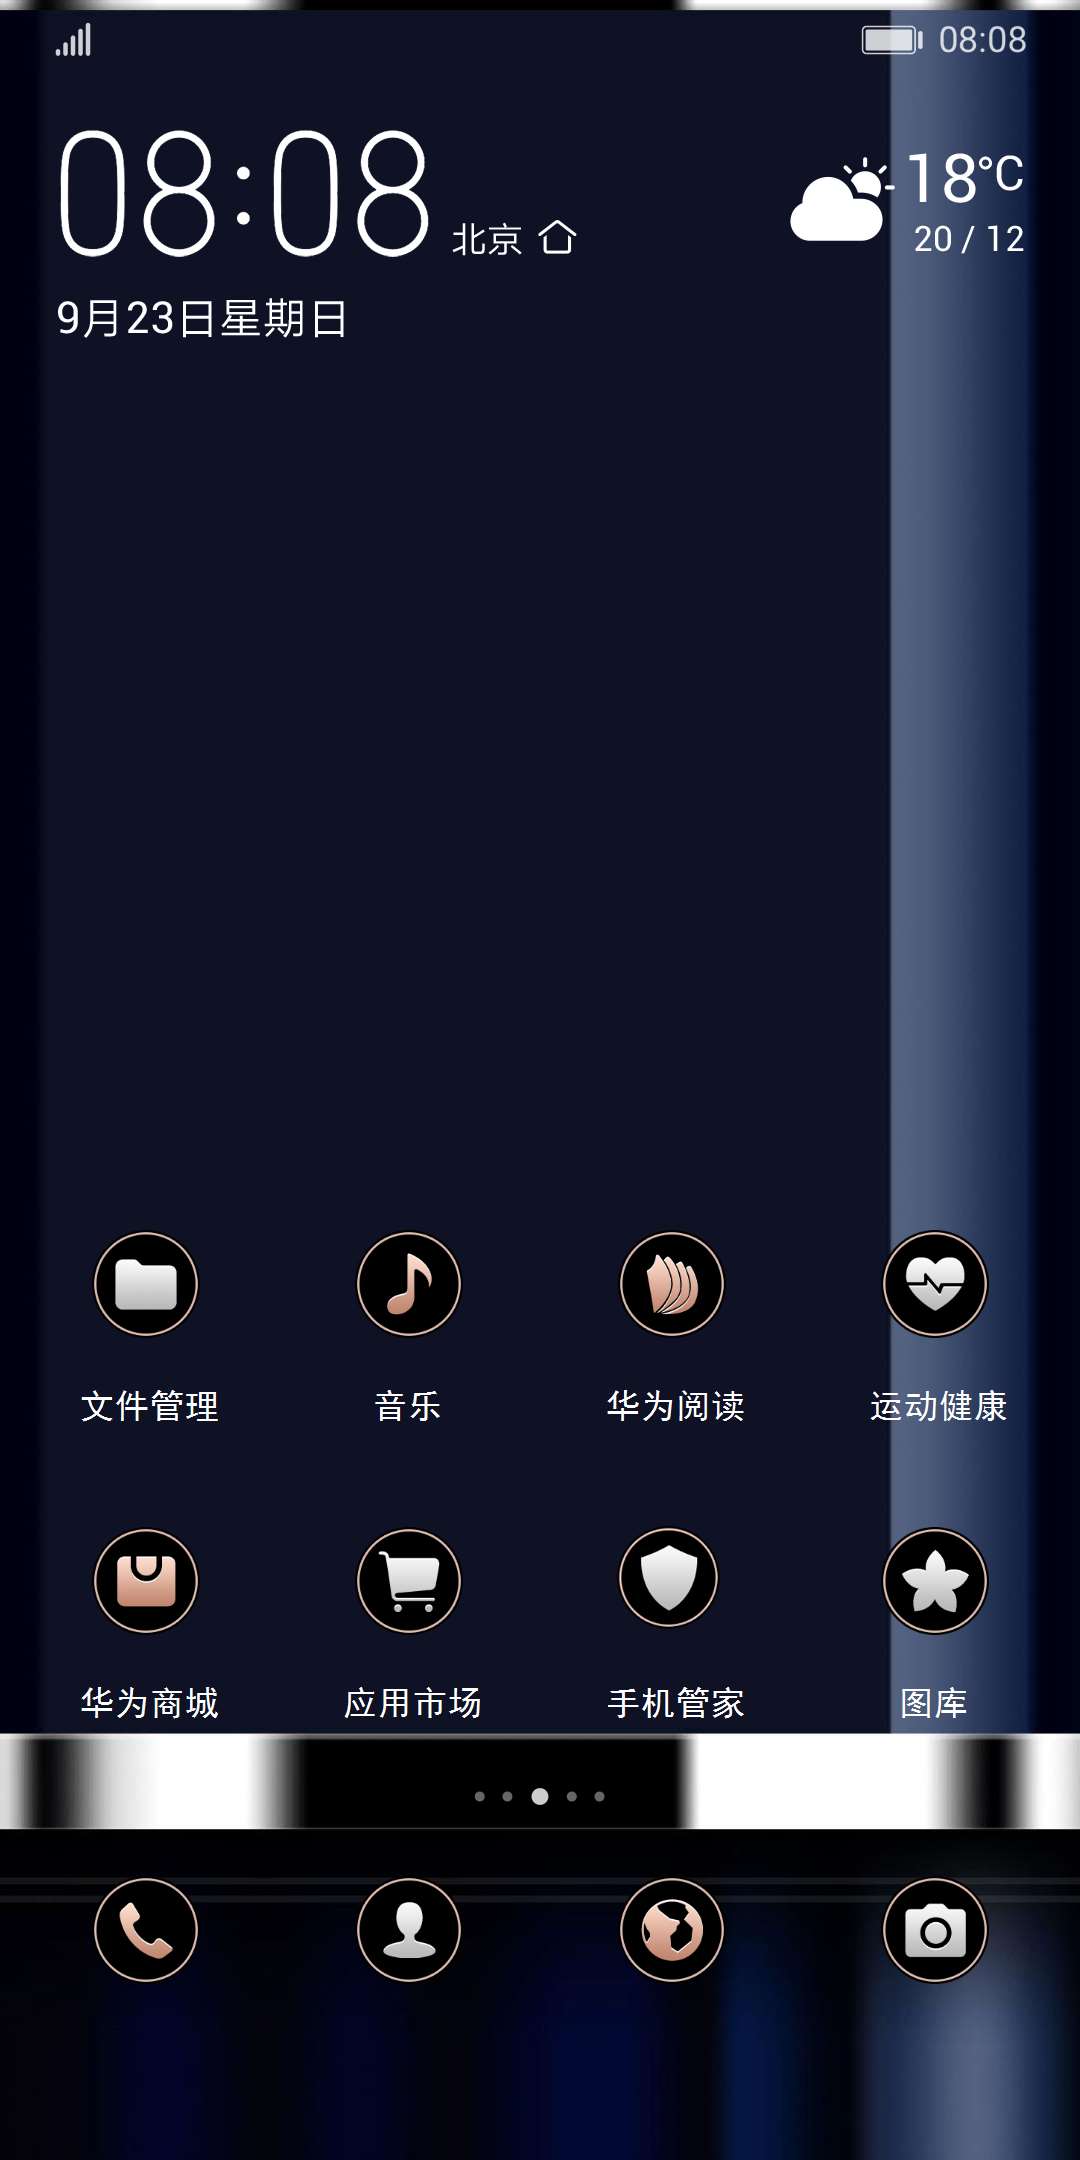 08:08
08:08
北京
18°C
20 / 12
9月23日星期日
文件管理
音乐
华为阅读
运动健康
华为商城
应用市场
手机管家
图库